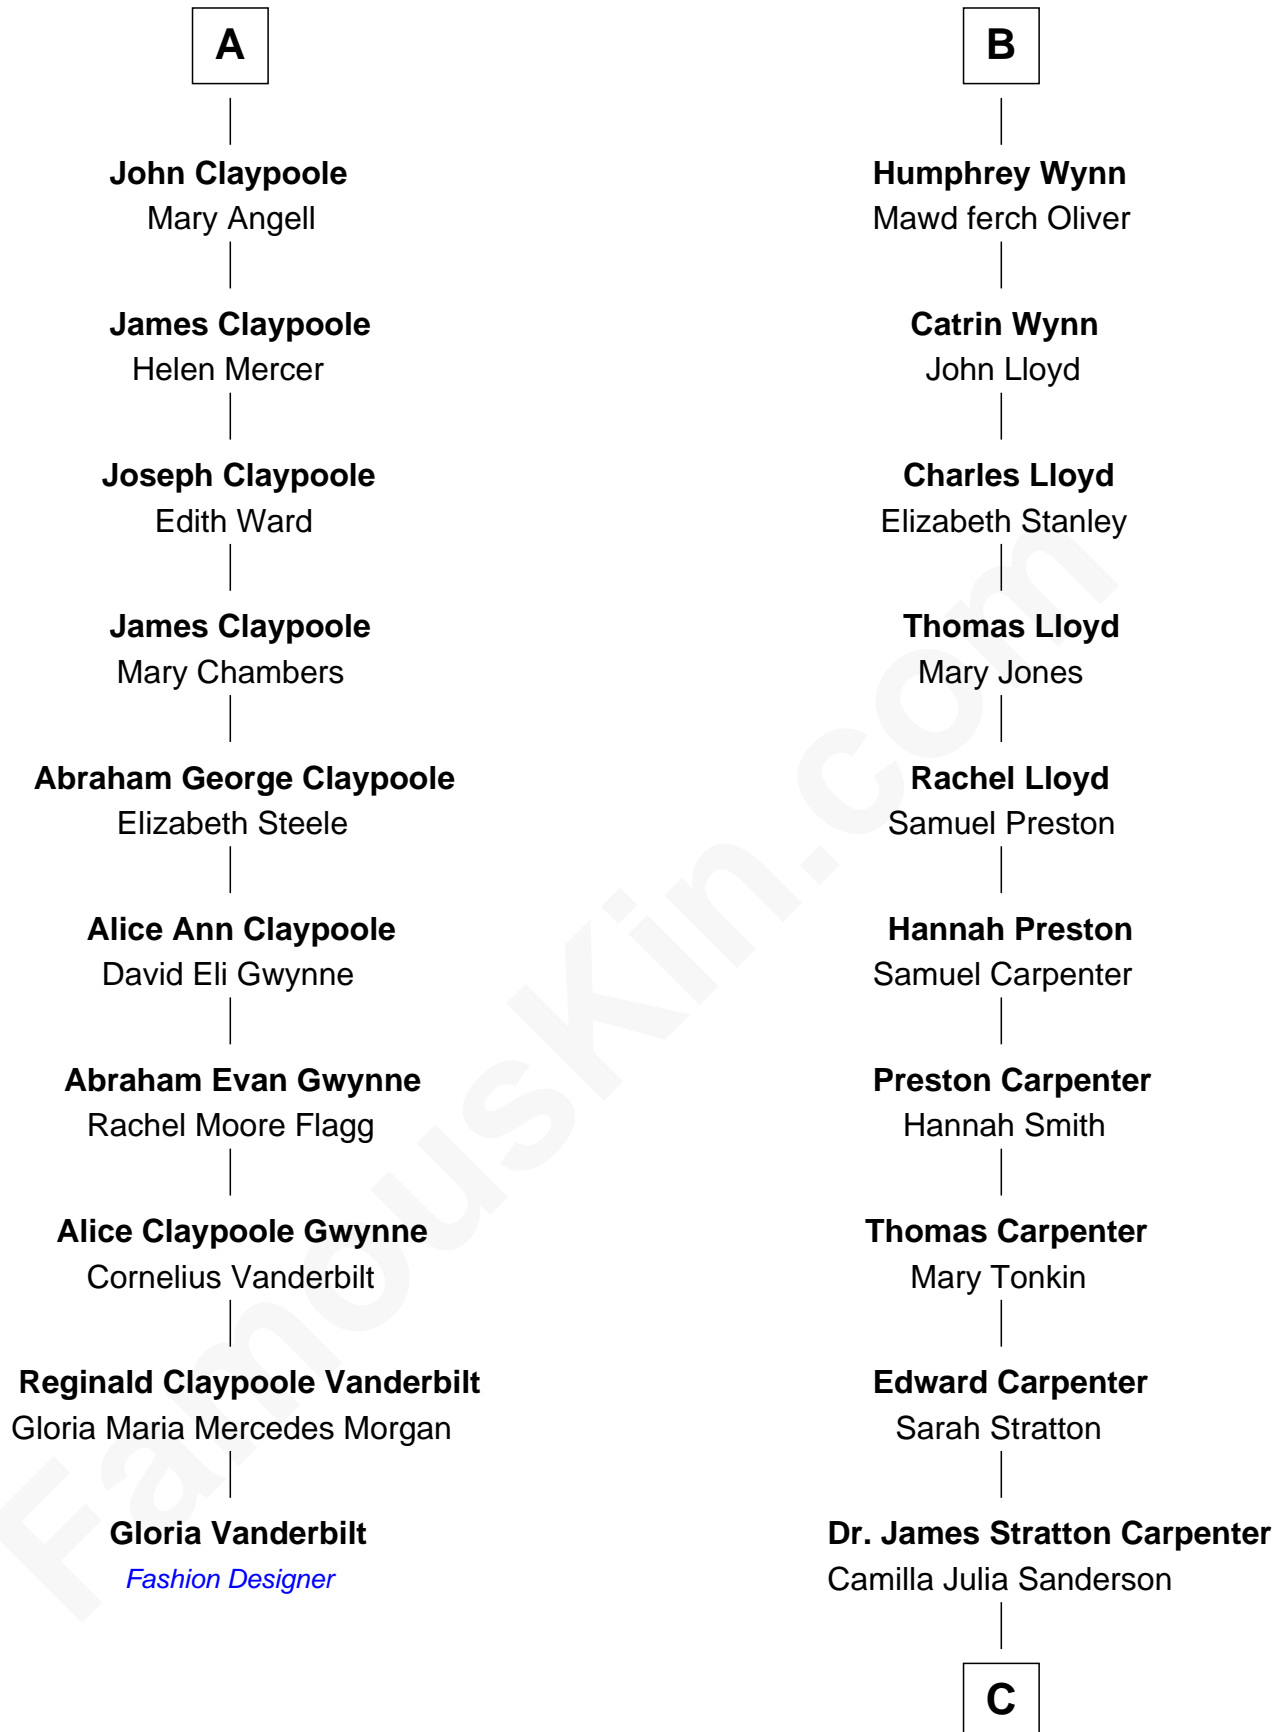 A
John Claypoole
Mary Angell
James Claypoole
Helen Mercer
Joseph Claypoole
Edith Ward
James Claypoole
Mary Chambers
Abraham George Claypoole
Elizabeth Steele
Alice Ann Claypoole
David Eli Gwynne
Abraham Evan Gwynne
Rachel Moore Flagg
Alice Claypoole Gwynne
Cornelius Vanderbilt
Reginald Claypoole Vanderbilt
Gloria Maria Mercedes Morgan
Gloria Vanderbilt
Fashion Designer
B
Humphrey Wynn
Mawd ferch Oliver
Catrin Wynn
John Lloyd
Charles Lloyd
Elizabeth Stanley
Thomas Lloyd
Mary Jones
Rachel Lloyd
Samuel Preston
Hannah Preston
Samuel Carpenter
Preston Carpenter
Hannah Smith
Thomas Carpenter
Mary Tonkin
Edward Carpenter
Sarah Stratton
Dr. James Stratton Carpenter
Camilla Julia Sanderson
C
FamousKin.com